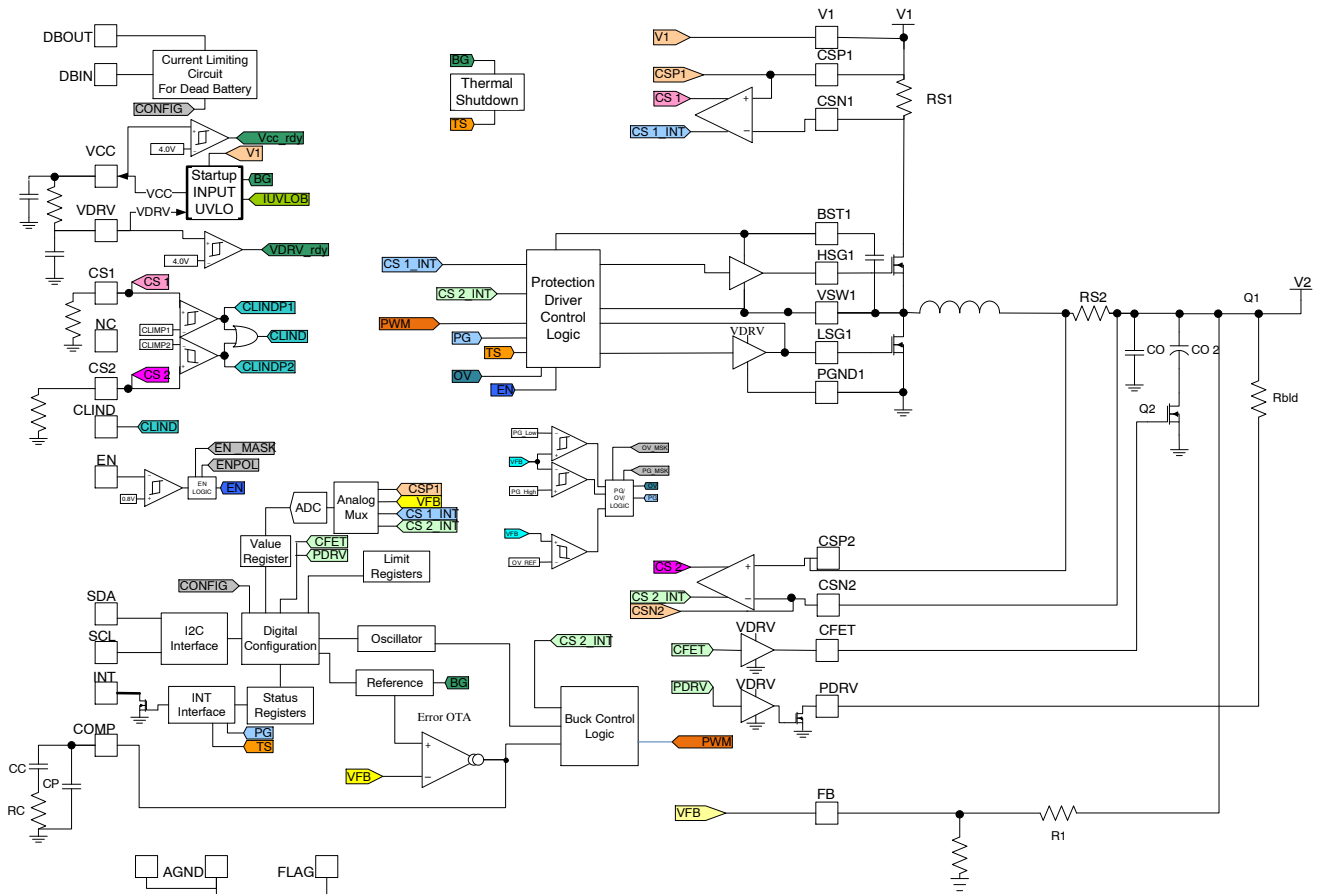 DBOUT
DBIN
Current Limiting
Circuit
For Dead Battery
CONFIG
BG
Thermal
Shutdown
TS
V1
V1
V1
CSP1
CSP1
CS 1
+
−
CSN1
CS 1_INT
RS1
Vcc_rdy
4.0V
V1
VCC
Startup
INPUT
UVLO
VCC
BG
IUVLOB
VDRV
VDRV
VDRV_rdy
4.0V
CS1
CS 1
CLINDP1
CLIMP1
CLIND
NC
CLIMP2
CLINDP2
CS2
CS 2
CLIND
CLIND
BST1
CS 1_INT
HSG1
CS 2_INT
Protection
Driver
Control
Logic
VSW1
PWM
VDRV
PG
TS
LSG1
OV
EN
PGND1
RS2
Q1
V2
CO
CO 2
Rbld
Q2
EN_MASK
ENPOL
EN
EN
LOGIC
EN
0.8V
PG_Low
VFB
PG_High
VFB
OV_REF
OV_MSK
PG_MSK
PG/
OV/
LOGIC
OV
PG
ADC
Analog
Mux
CSP1
VFB
CS 1_INT
CS 2_INT
Value
Register
CFET
PDRV
Limit
Registers
CONFIG
SDA
SCL
I2C
Interface
Digital
Configuration
Oscillator
Reference
BG
INT
INT
Interface
Status
Registers
PG
TS
COMP
CC
CP
RC
Error OTA
+
−
VFB
CS 2_INT
Buck Control
Logic
PWM
CSP2
CS 2
+
−
CS 2_INT
CSN2
CSN2
VDRV
CFET
CFET
VDRV
PDRV
PDRV
FB
VFB
R1
AGND
FLAG